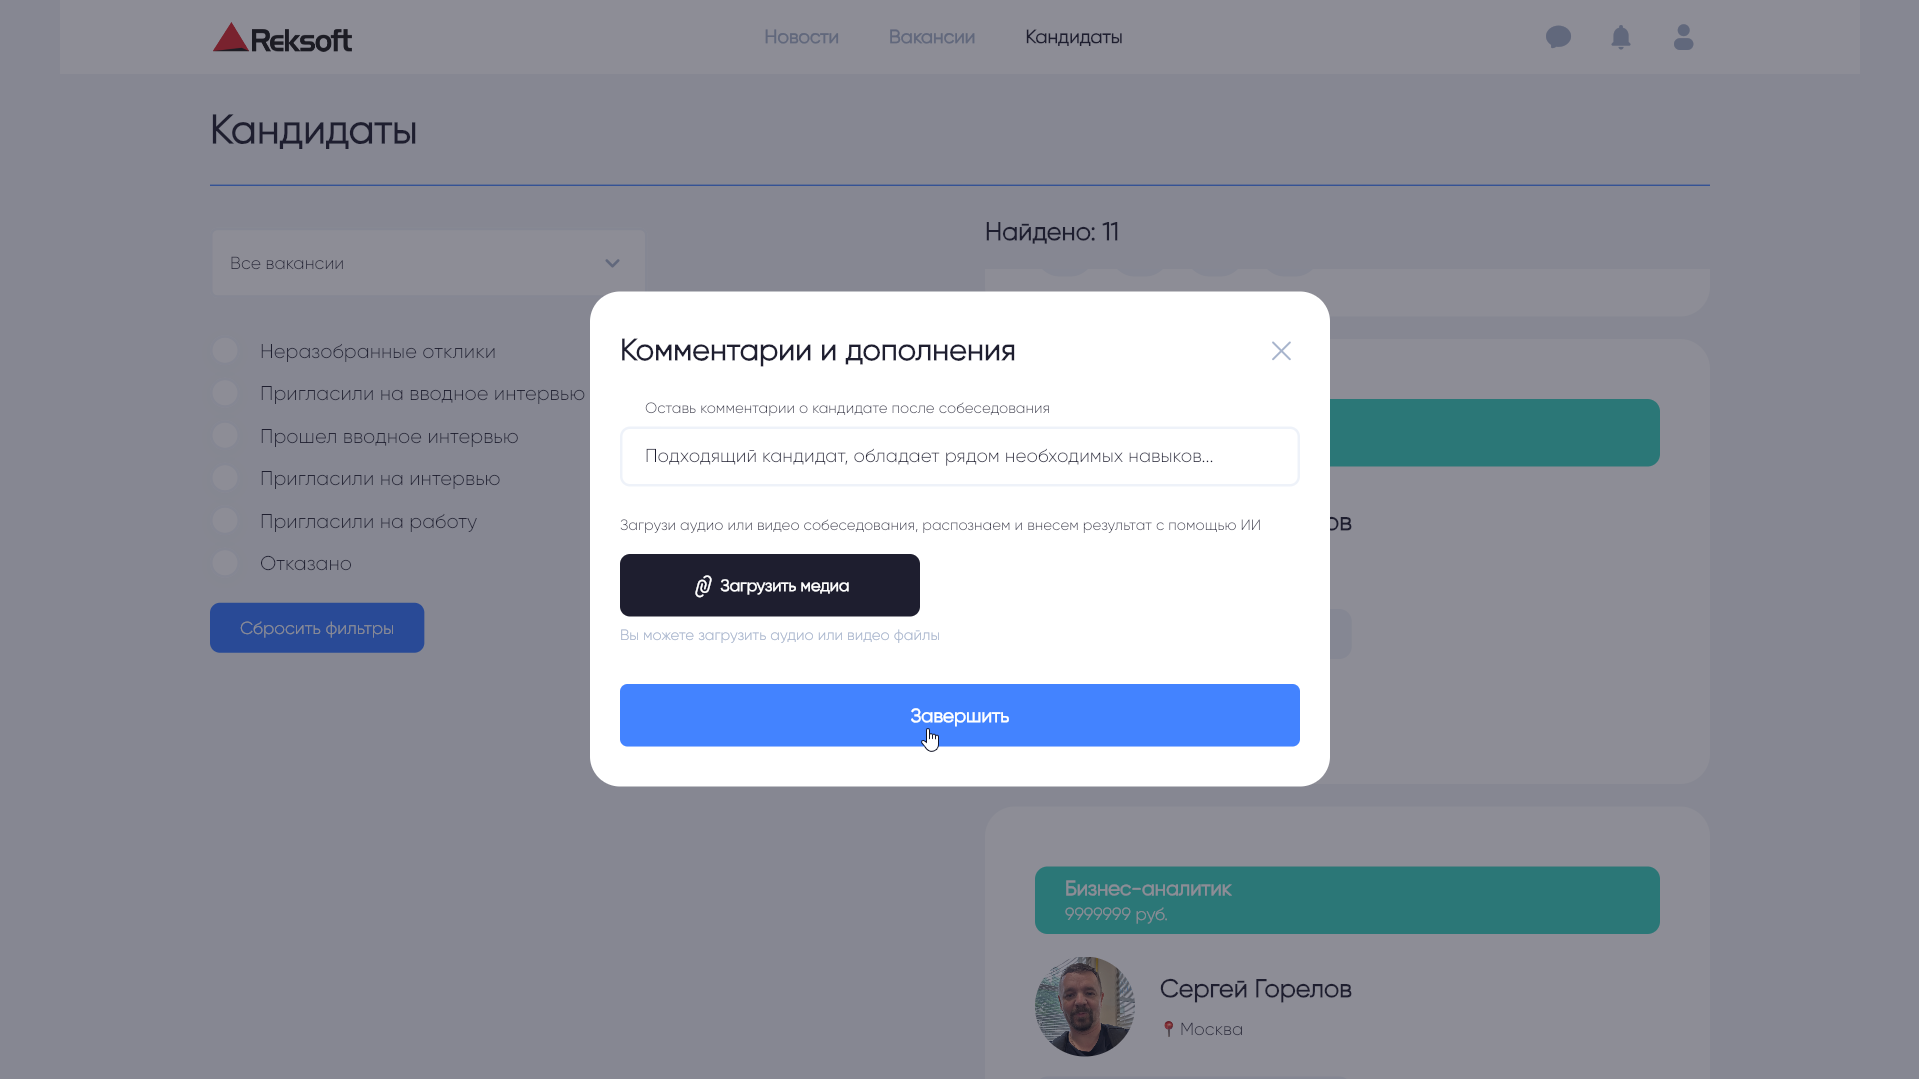 Reksoft
Новости
Вакансии
Кандидаты
Кандидаты
Найдено: 11
Все вакансии
Неразобранные отклики
Пригласили на вводное интервью
Прошел вводное интервью
Пригласили на интервью
Пригласили на работу
Отказано
Сбросить фильтры
Комментарии и дополнения
Оставь комментарии о кандидате после собеседования
Подходящий кандидат, обладает рядом необходимых навыков...
Загрузи аудио или видео собеседования, распознаем и внесем результат с помощью ИИ
Загрузить медиа
Вы можете загрузить аудио или видео файлы
Завершить
ов
Бизнес-аналитик
9999999 руб.
Сергей Горелов
Москва